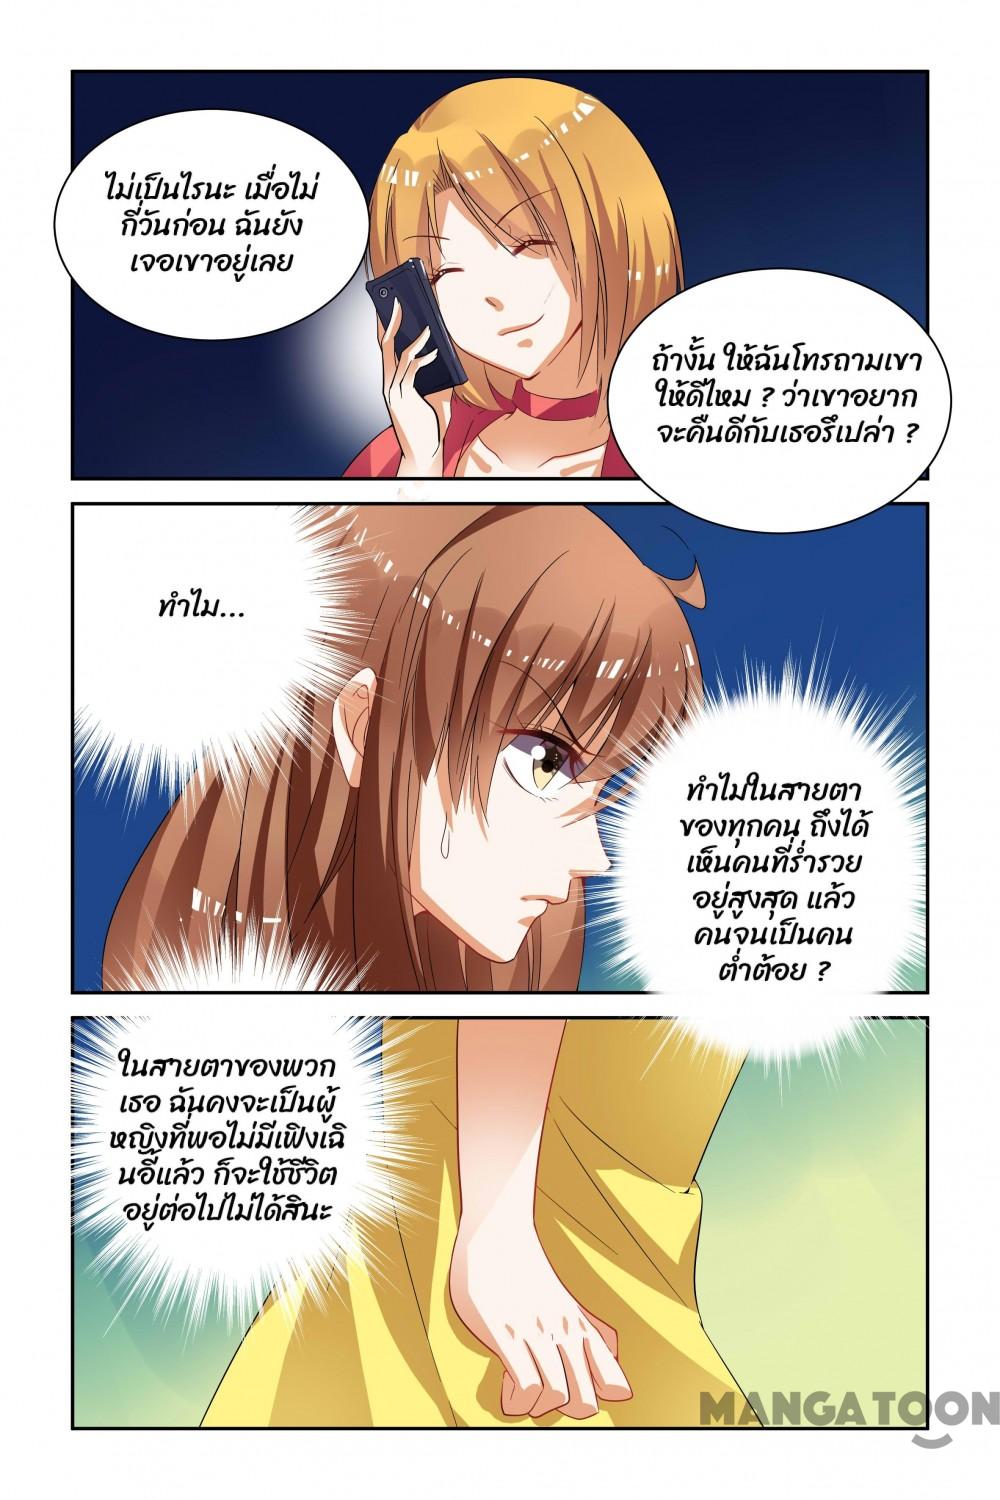 ไม่เป็นไรนะ เมื่อไม่
กี่วันก่อน ฉันยัง
เจอเขาอยู่เลย
ถ้างั้น ให้ฉันโทรถามเขา
ให้ดีไหม ? ว่าเขาอยาก
จะคืนดีกับเธอรึเปล่า ?
ทำไม...
ทำไมในสายตา
ของทุกคน ถึงได้
เห็นคนที่ร่ำรวย
อยู่สูงสุด แล้ว
คนจนเป็นคน
ต่ำต้อย ?
ในสายตาของพวก
เธอ ฉันคงจะเป็นผู้
หญิงที่พอไม่มีเฟิงเฉิ
นอี้แล้ว ก็จะใช้ชีวิต
อยู่ต่อไปไม่ได้สินะ
MANGATOON